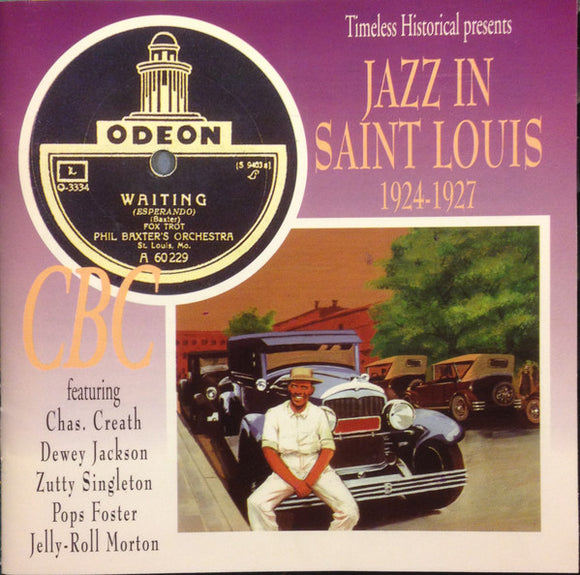 Timeless Historical presents
JAZZ IN
SAINT LOUIS
1924-1927
ODEON
L
[S 9403s]
O-3334
WAITING
(ESPERANDO)
(Baxter)
FOX TROT
PHIL BAXTER'S ORCHESTRA
St. Louis, Mo.
A 60229
CBC
featuring
Chas. Creath
Dewey Jackson
Zutty Singleton
Pops Foster
Jelly-Roll Morton